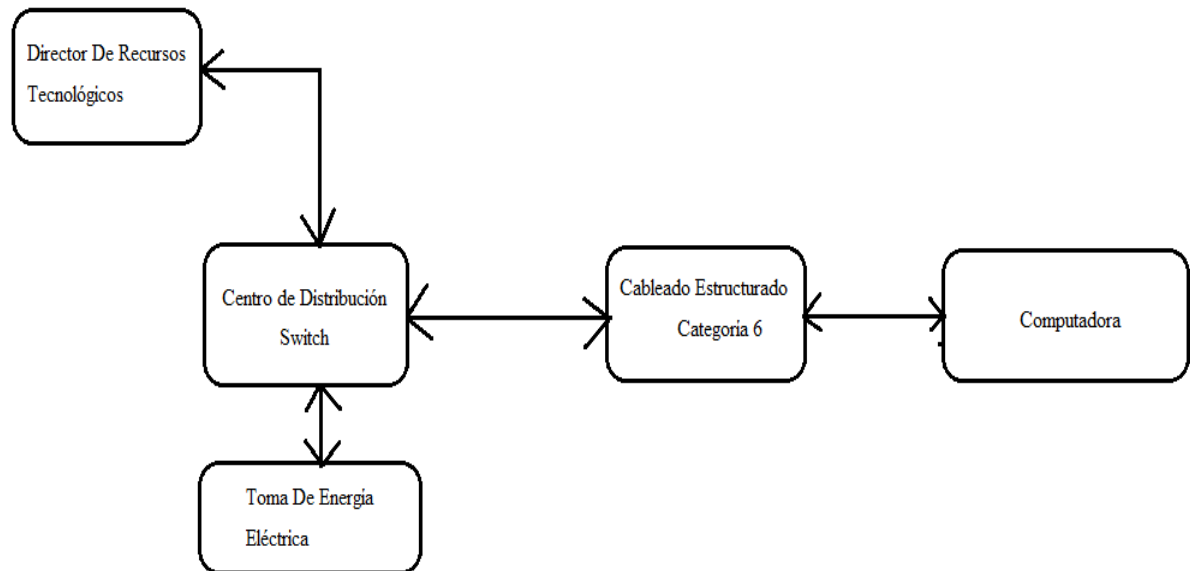 Director De Recursos
Tecnológicos
Centro de Distribución
Switch
Cableado Estructurado
Categoría 6
Computadora
Toma De Energía
Eléctrica